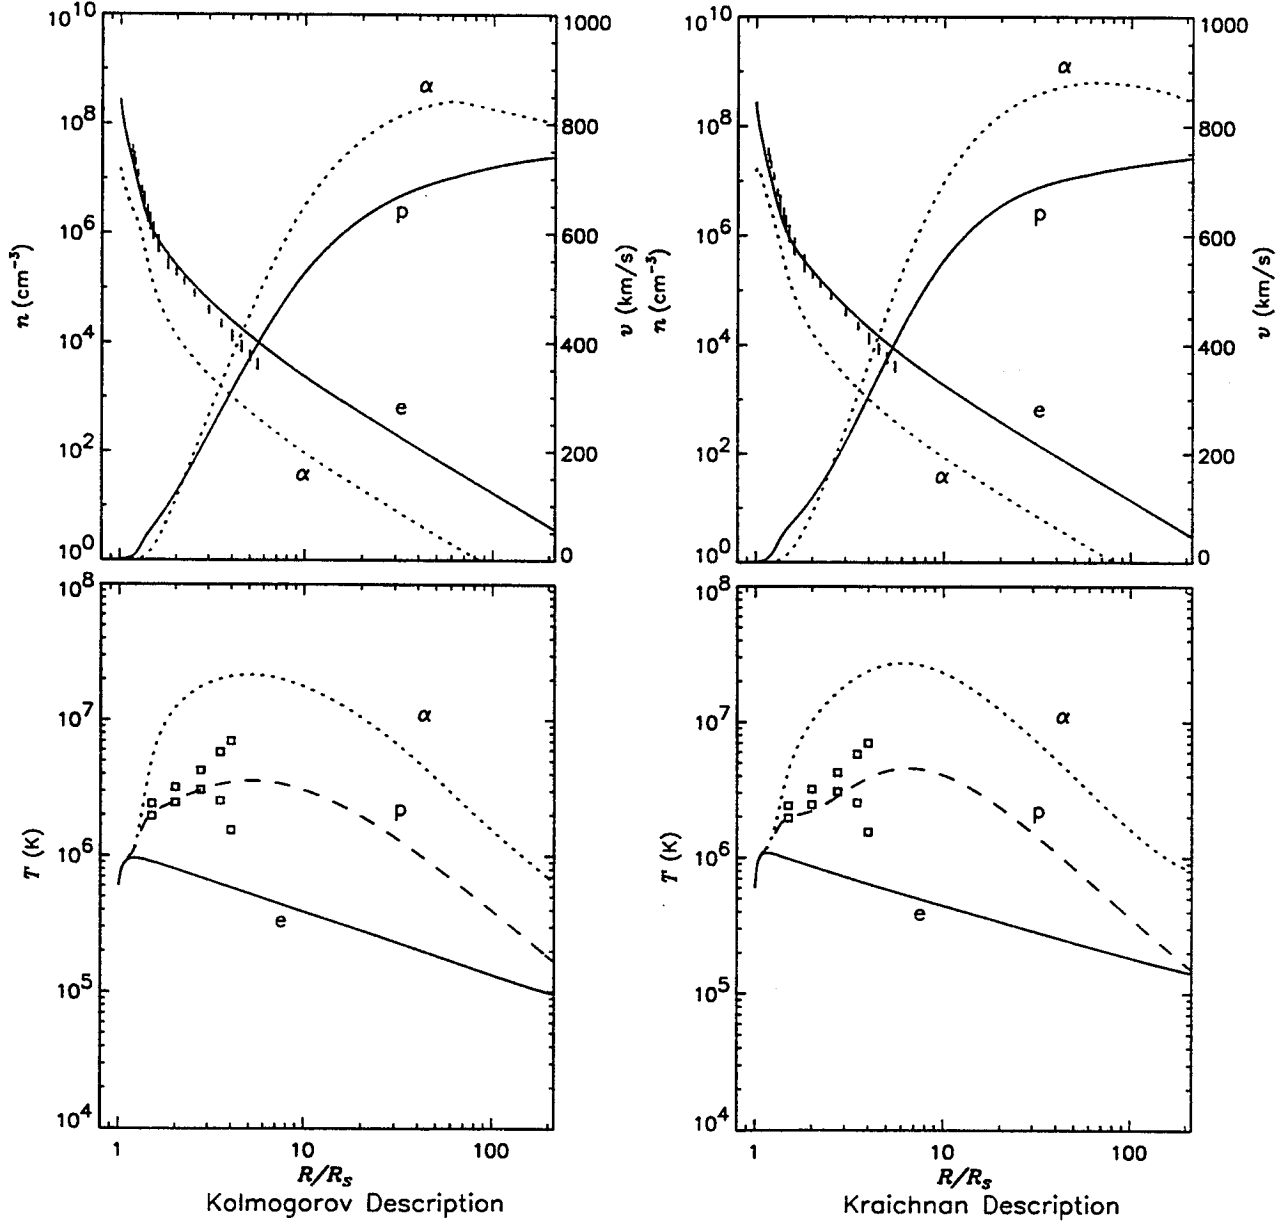 10^10
10^8
10^6
10^4
10^2
10^0
n (cm^-3)
1000
800
600
400
200
0
υ (km/s)
α
p
e
α
10^10
10^8
10^6
10^4
10^2
10^0
n (cm^-3)
1000
800
600
400
200
0
υ (km/s)
α
p
e
α
10^8
10^7
10^6
10^5
10^4
T (K)
α
p
e
1
10
100
R/R_s
Kolmogorov Description
10^8
10^7
10^6
10^5
10^4
T (K)
α
p
e
1
10
100
R/R_s
Kraichnan Description